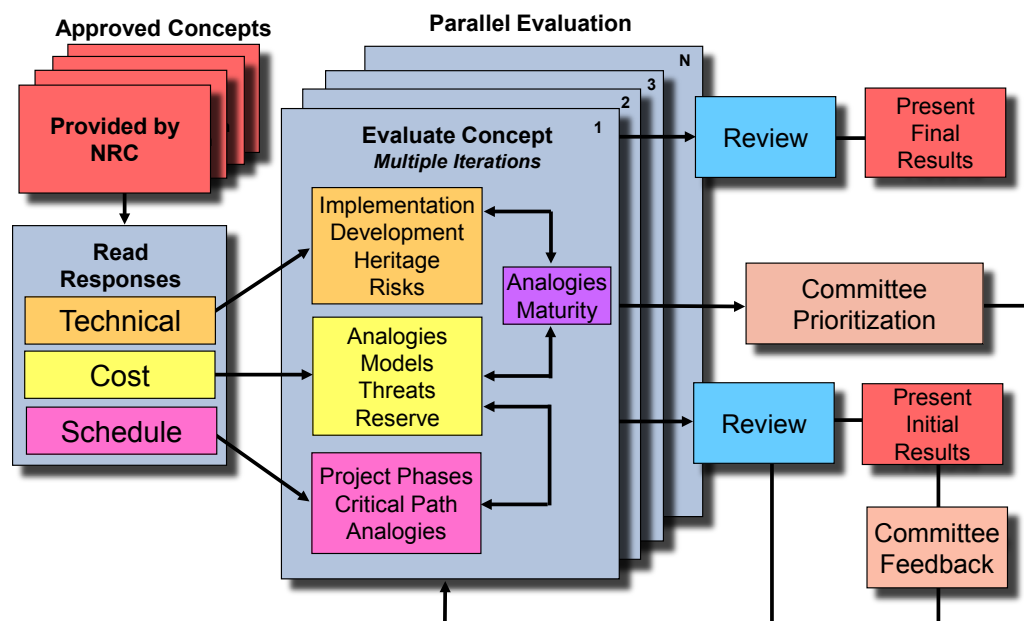 Approved Concepts
Provided by
NRC
Read
Responses
Technical
Cost
Schedule
Parallel Evaluation
N
3
2
1
Evaluate Concept
Multiple Iterations
Implementation
Development
Heritage
Risks
Analogies
Models
Threats
Reserve
Project Phases
Critical Path
Analogies
Analogies
Maturity
Review
Present
Final
Results
Committee
Prioritization
Review
Present
Initial
Results
Committee
Feedback